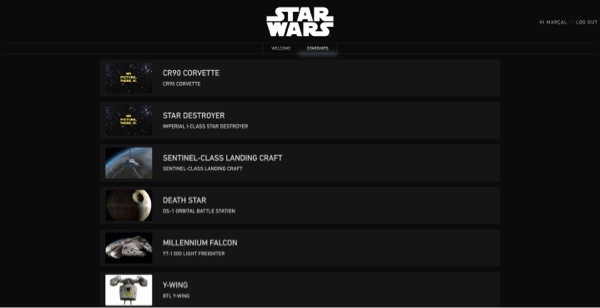 STAR
WARS
HI MARÇAL :: LOG OUT
WELCOME
STARSHIPS
CR90 CORVETTE
CR90 CORVETTE
STAR DESTROYER
IMPERIAL I-CLASS STAR DESTROYER
SENTINEL-CLASS LANDING CRAFT
SENTINEL-CLASS LANDING CRAFT
DEATH STAR
DS-1 ORBITAL BATTLE STATION
MILLENNIUM FALCON
YT-1300 LIGHT FREIGHTER
Y-WING
BTL Y-WING